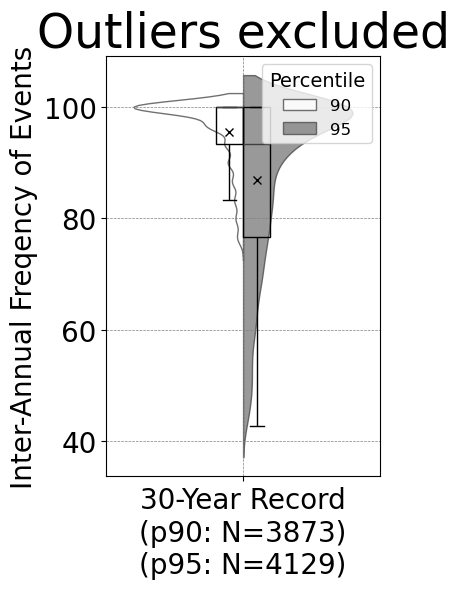 Outliers excluded
Inter-Annual Freqency of Events
100
80
60
40
Percentile
90
95
30-Year Record
(p90: N=3873)
(p95: N=4129)